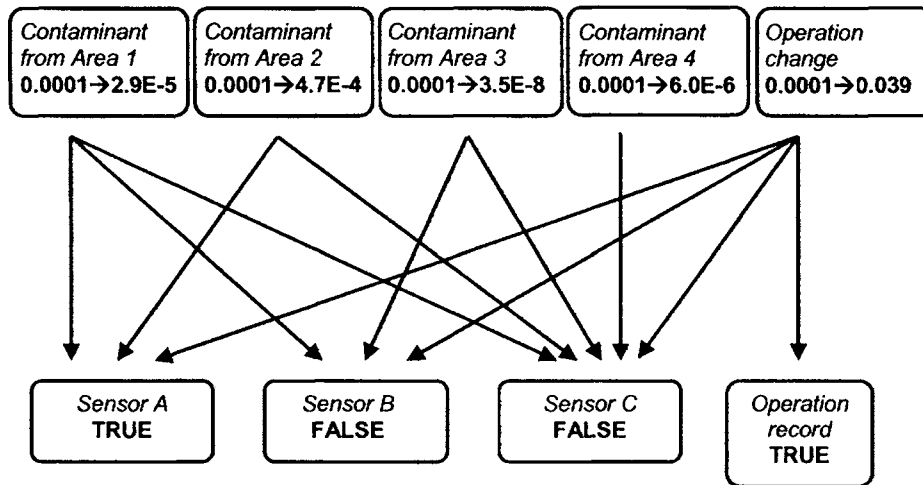 Contaminant
from Area 1
0.0001→2.9E-5
Contaminant
from Area 2
0.0001→4.7E-4
Contaminant
from Area 3
0.0001→3.5E-8
Contaminant
from Area 4
0.0001→6.0E-6
Operation
change
0.0001→0.039
Sensor A
TRUE
Sensor B
FALSE
Sensor C
FALSE
Operation
record
TRUE